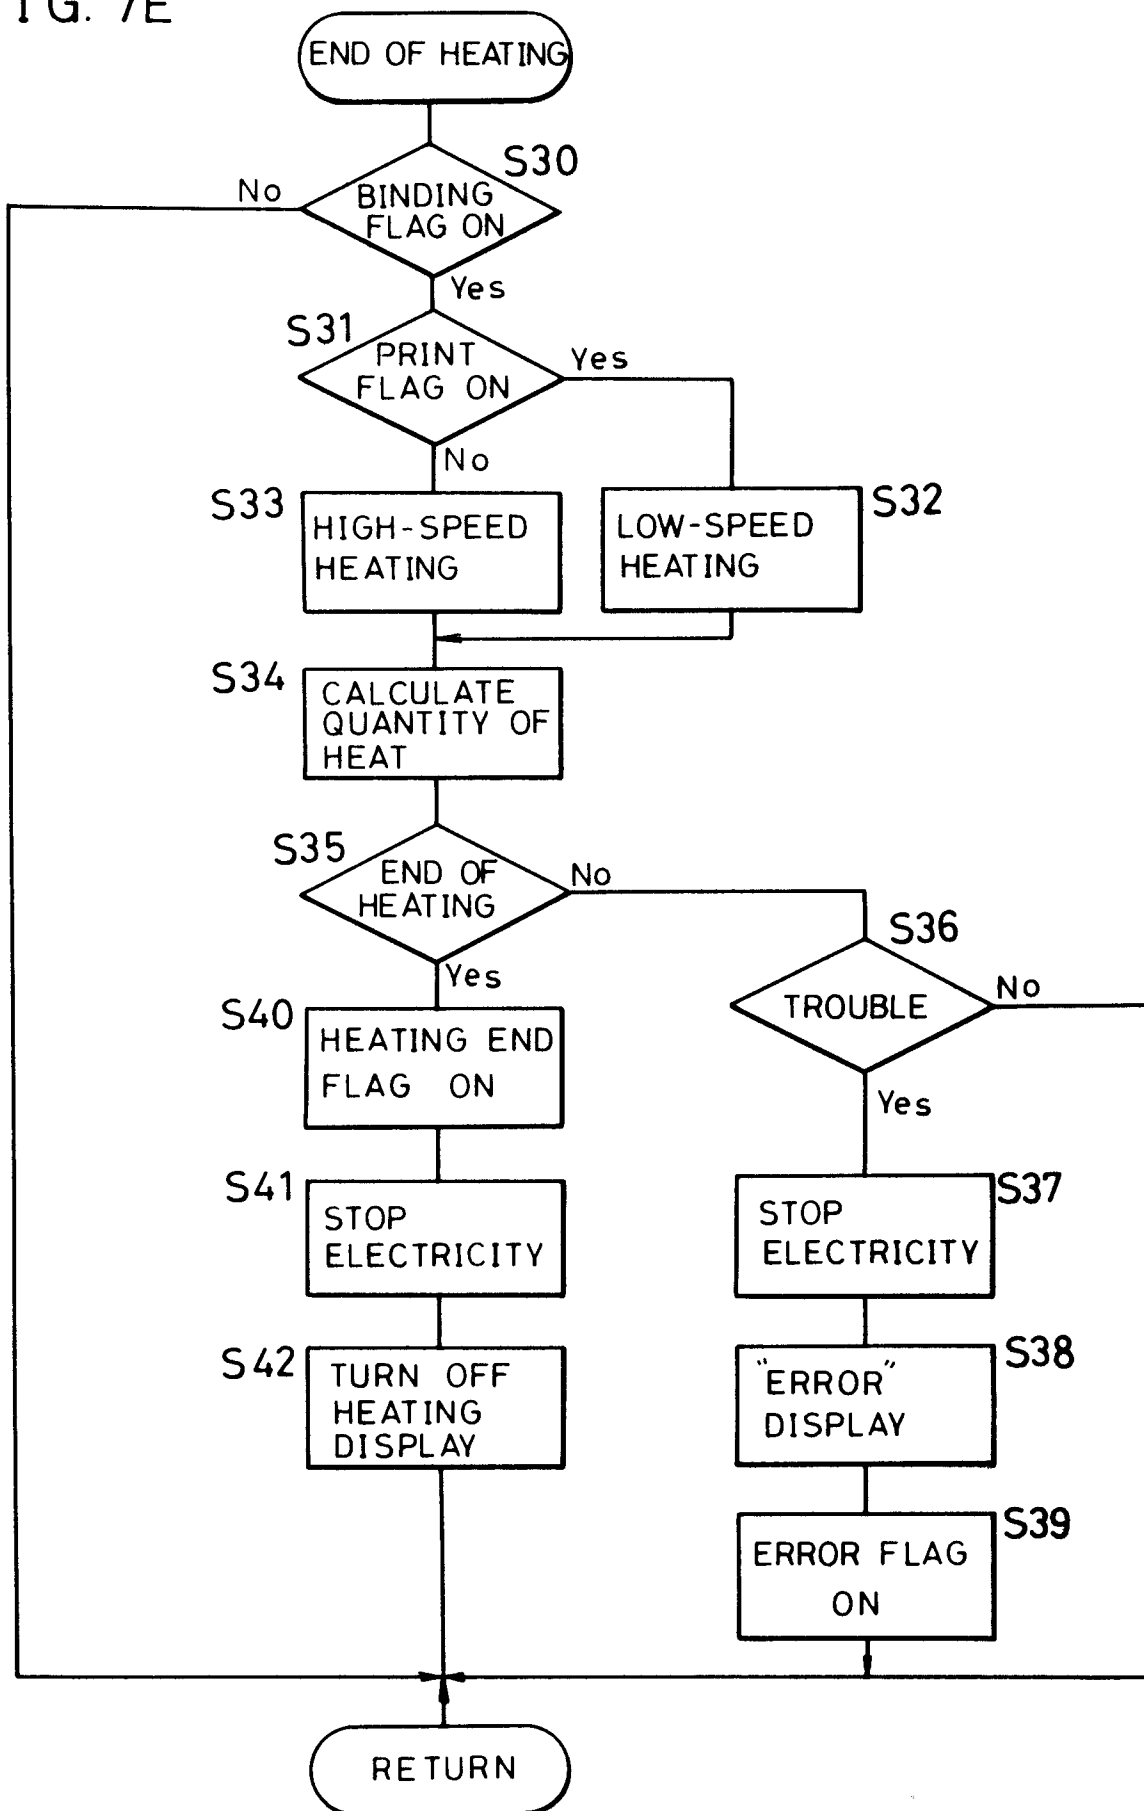 IG. 7E
END OF HEATING
S30
No
BINDING
FLAG ON
Yes
S31
PRINT
FLAG ON
Yes
No
S33
HIGH-SPEED
HEATING
S32
LOW-SPEED
HEATING
S34
CALCULATE
QUANTITY OF
HEAT
S35
END OF
HEATING
No
Yes
S36
TROUBLE
No
Yes
S40
HEATING END
FLAG ON
S37
STOP
ELECTRICITY
S41
STOP
ELECTRICITY
S38
"ERROR"
DISPLAY
S42
TURN OFF
HEATING
DISPLAY
S39
ERROR FLAG
ON
RETURN